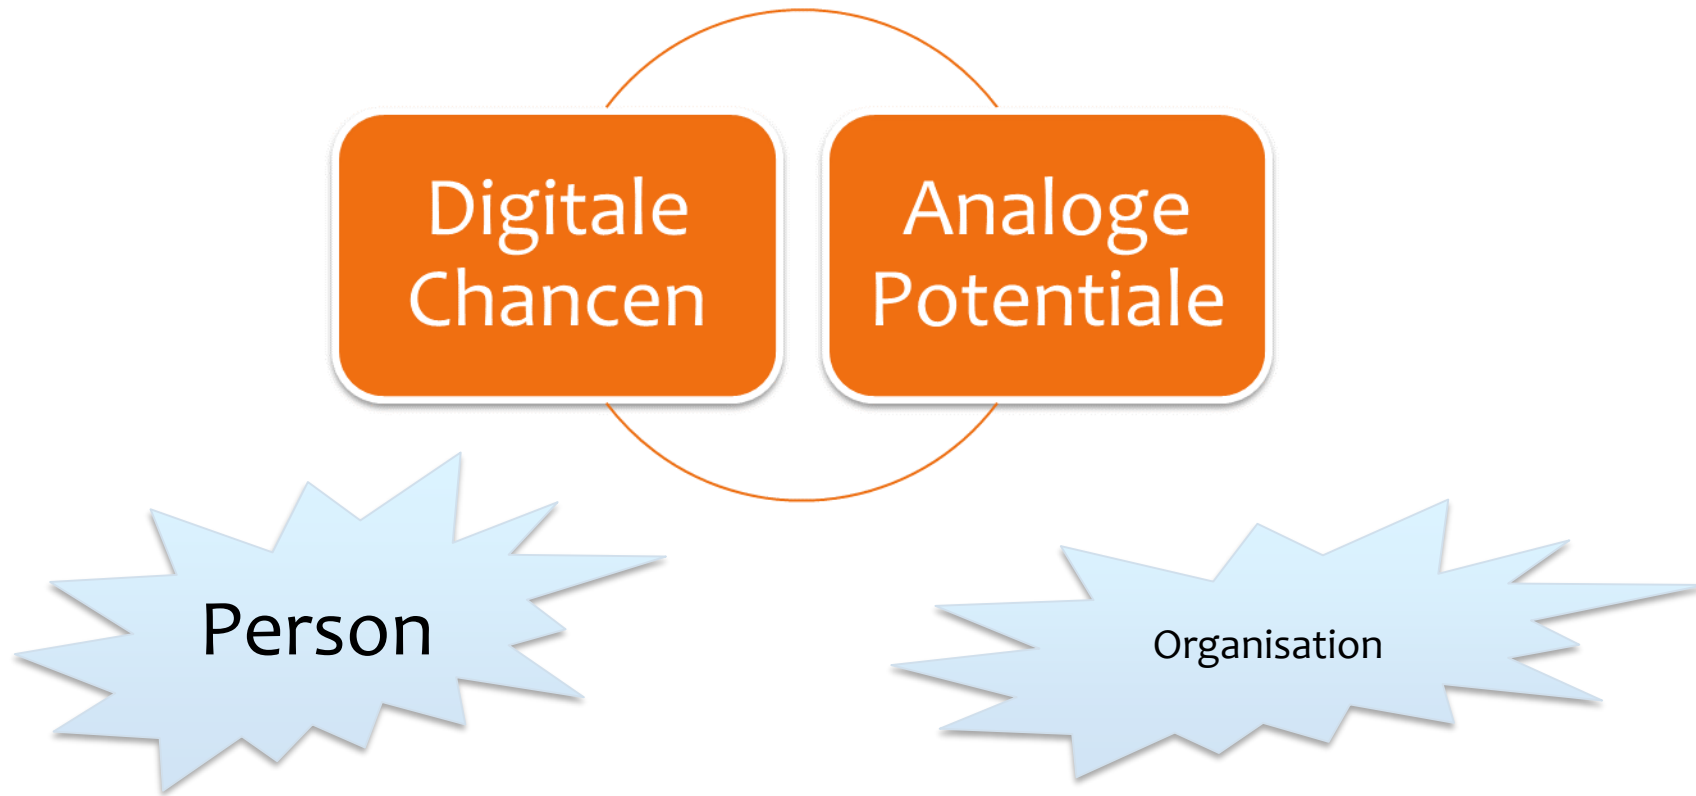 Digitale
Chancen
Analoge
Potentiale
Person
Organisation